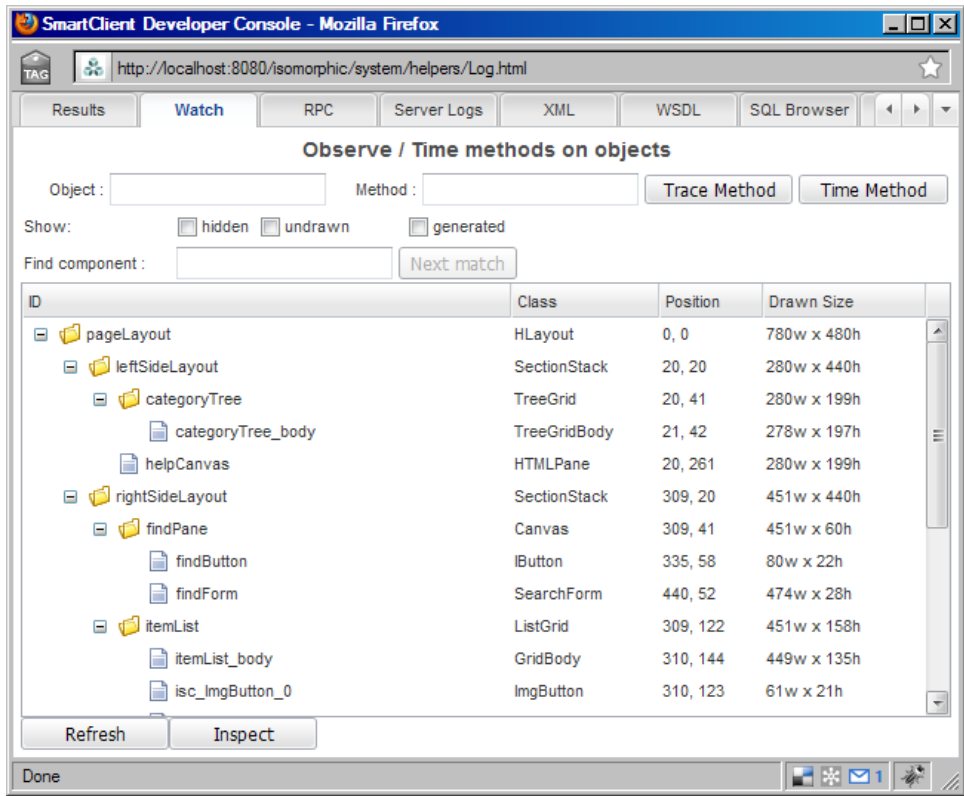 SmartClient Developer Console - Mozilla Firefox
TAG http://localhost:8080/isomorphic/system/helpers/Log.html
Results Watch RPC Server Logs XML WSDL SQL Browser
Observe / Time methods on objects
Object : Method : Trace Method Time Method
Show: hidden undrawn generated
Find component : Next match
ID Class Position Drawn Size
pageLayout HLayout 0, 0 780w x 480h
leftSideLayout SectionStack 20, 20 280w x 440h
categoryTree TreeGrid 20, 41 280w x 199h
categoryTree_body TreeGridBody 21, 42 278w x 197h
helpCanvas HTMLPane 20, 261 280w x 199h
rightSideLayout SectionStack 309, 20 451w x 440h
findPane Canvas 309, 41 451w x 60h
findButton IButton 335, 58 80w x 22h
findForm SearchForm 440, 52 474w x 28h
itemList ListGrid 309, 122 451w x 158h
itemList_body GridBody 310, 144 449w x 135h
isc_ImgButton_0 ImgButton 310, 123 61w x 21h
Refresh Inspect
Done 1